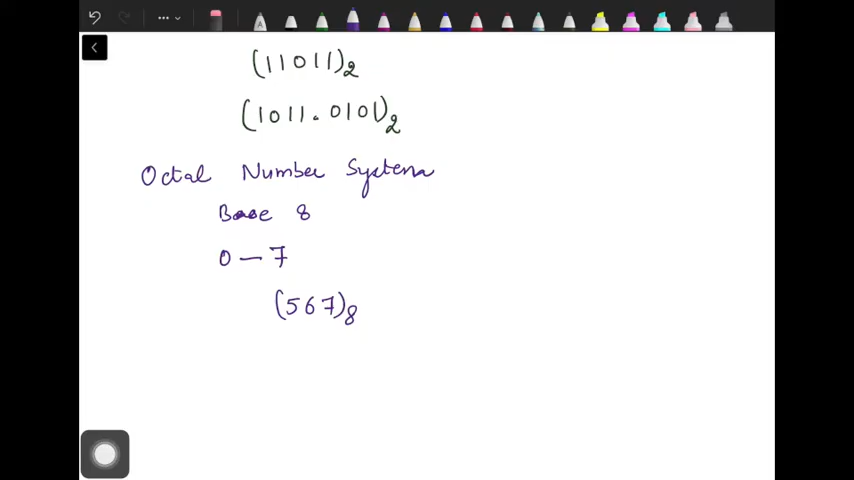 (11011)₂
(1011.0101)₂
Octal Number System
Base 8
0 — 7
(567)₈